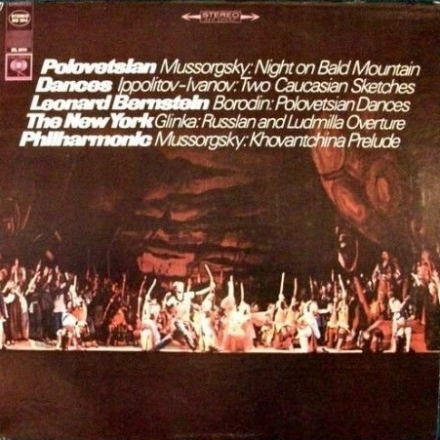 STEREO
Polovetsian Mussorgsky: Night on Bald Mountain
Dances Ippolitov-Ivanov: Two Caucasian Sketches
Leonard Bernstein Borodin: Polovetsian Dances
The New York Glinka: Russlan and Ludmilla Overture
Philharmonic Mussorgsky: Khovantchina Prelude